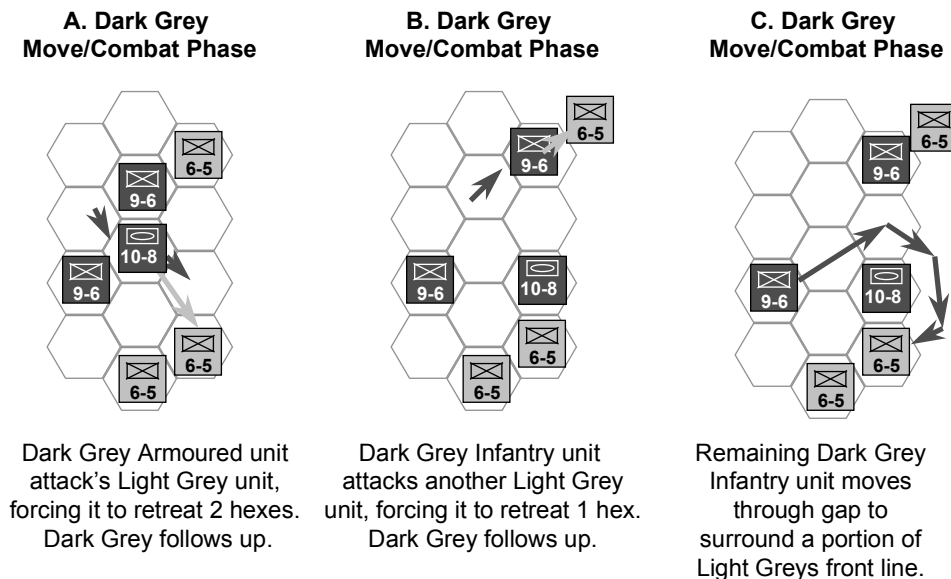 A. Dark Grey
Move/Combat Phase
6-5
9-6
10-8
9-6
6-5
6-5
Dark Grey Armoured unit
attack's Light Grey unit,
forcing it to retreat 2 hexes.
Dark Grey follows up.
B. Dark Grey
Move/Combat Phase
6-5
9-6
9-6
10-8
6-5
6-5
Dark Grey Infantry unit
attacks another Light Grey
unit, forcing it to retreat 1 hex.
Dark Grey follows up.
C. Dark Grey
Move/Combat Phase
6-5
9-6
9-6
10-8
6-5
6-5
Remaining Dark Grey
Infantry unit moves
through gap to
surround a portion of
Light Greys front line.